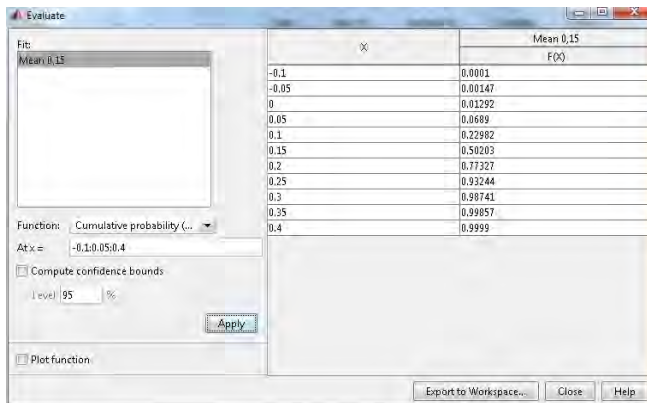 Evaluate
Fit:
Mean 0,15
Function: Cumulative probability (...
At x = -0.1:0.05:0.4
Compute confidence bounds
Level 95 %
Apply
Plot function
X Mean 0,15
F(X)
-0.1 0.0001
-0.05 0.00147
0 0.01292
0.05 0.0689
0.1 0.22982
0.15 0.50203
0.2 0.77327
0.25 0.93244
0.3 0.98741
0.35 0.99857
0.4 0.9999
Export to Workspace... Close Help